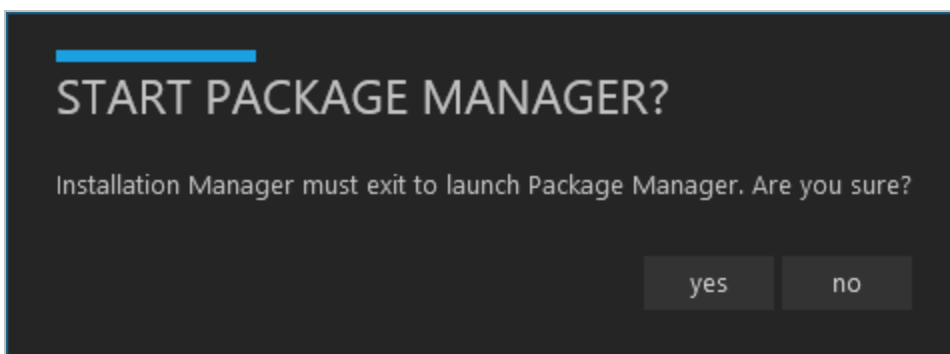 START PACKAGE MANAGER?
Installation Manager must exit to launch Package Manager. Are you sure?
yes no